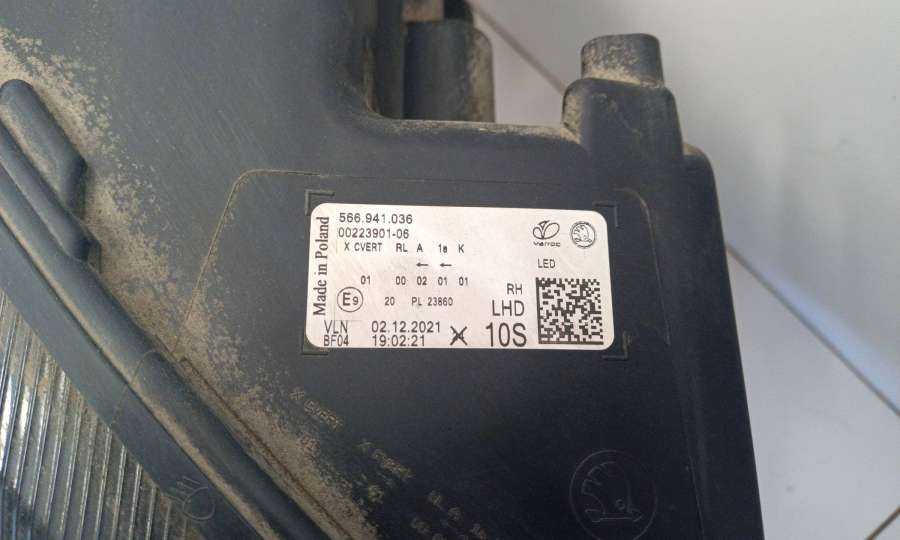 Made in Poland
566.941.036
00223901-06
X CVERT RL A 1a K
← ←
01 00 02 01 01
E9 20 PL 23860
VLN 02.12.2021
BF04 19:02:21
RH
LHD
10S
varroc
LED